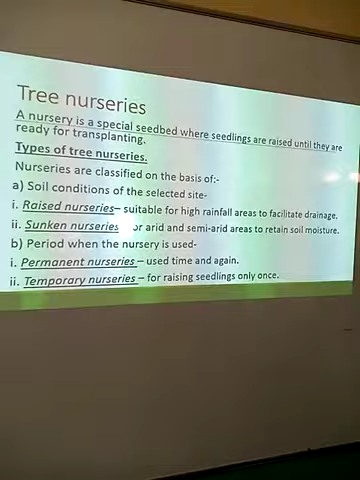 Tree nurseries
A nursery is a special seedbed where seedlings are raised until they are
ready for transplanting.
Types of tree nurseries.
Nurseries are classified on the basis of:-
a) Soil conditions of the selected site-
i. Raised nurseries– suitable for high rainfall areas to facilitate drainage.
ii. Sunken nurseries or arid and semi-arid areas to retain soil moisture.
b) Period when the nursery is used-
i. Permanent nurseries – used time and again.
ii. Temporary nurseries – for raising seedlings only once.